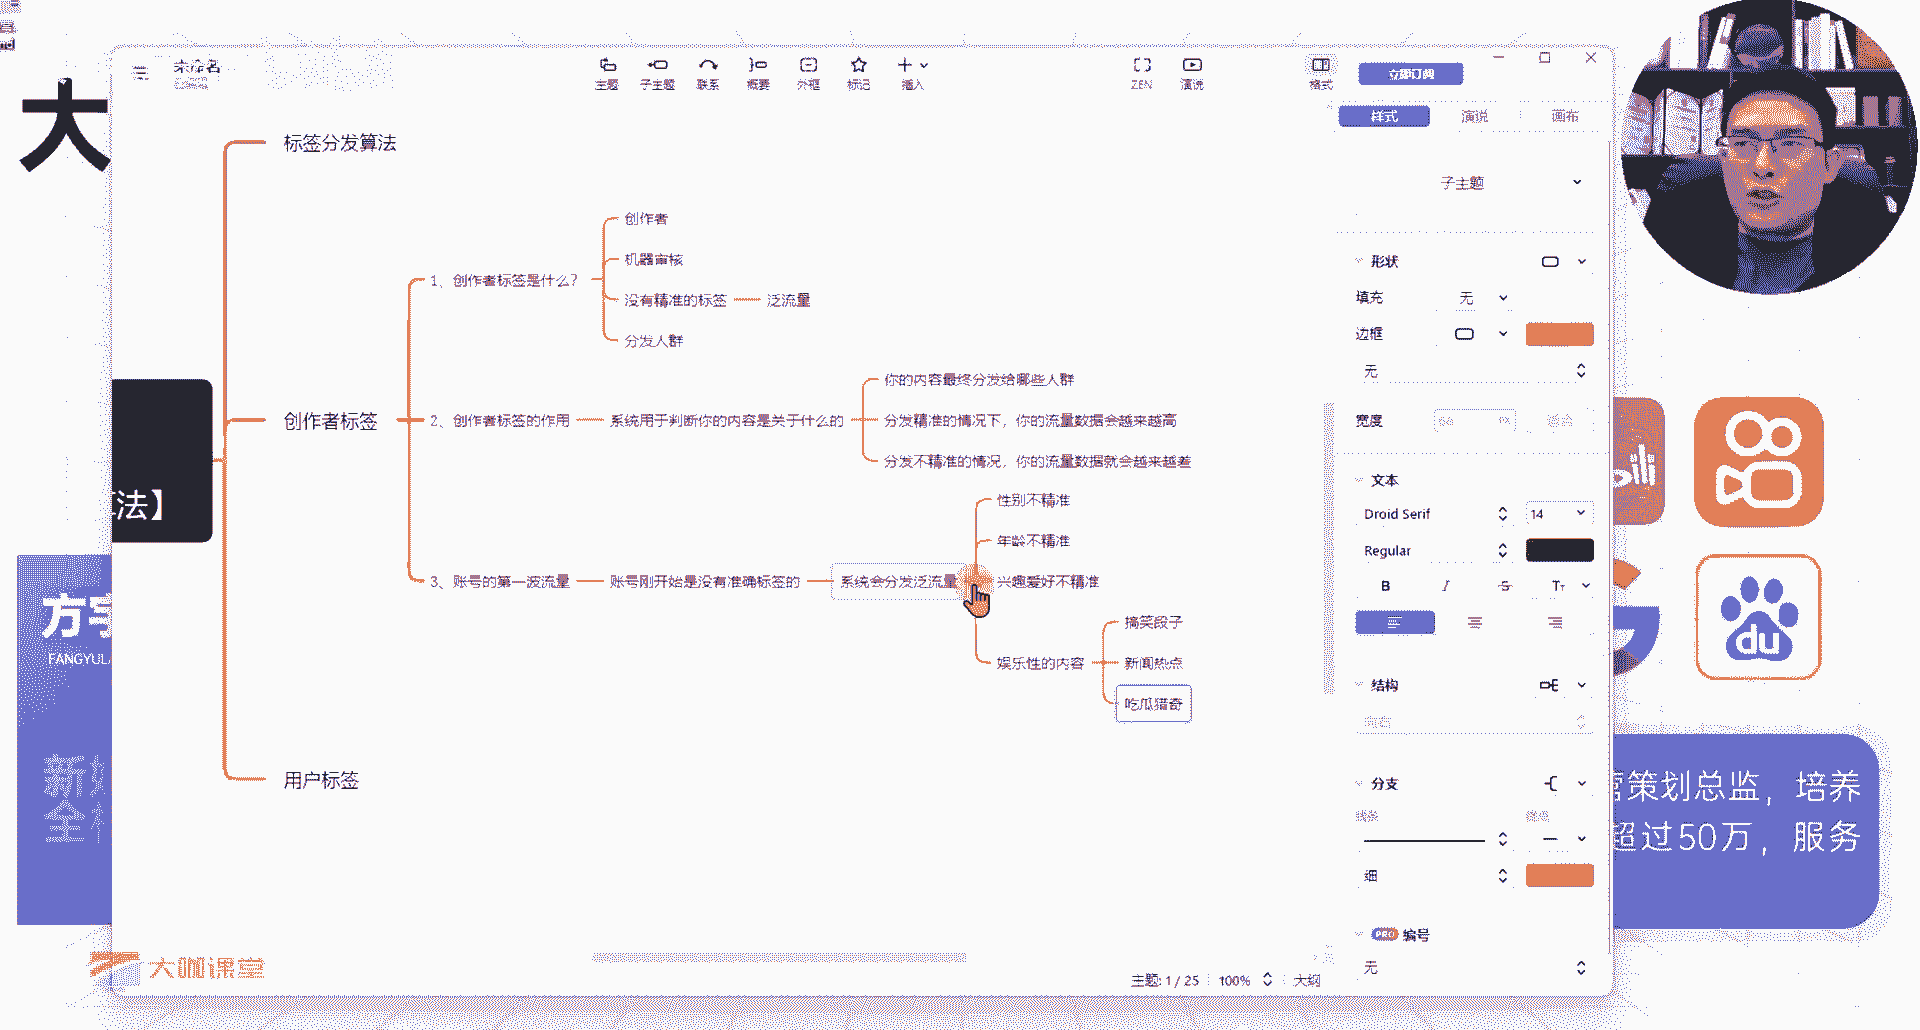 大
未命名
主题
子主题
联系
概要
外框
标记
插入
ZEN
演说
格式
立即订阅
样式
演说
画布
子主题
形状
填充
无
边框
无
宽度
文本
Droid Serif
14
Regular
B
I
S
结构
分支
细
PRO 编号
无
法】
标签分发算法
创作者标签
1、创作者标签是什么?
创作者
机器审核
没有精准的标签
泛流量
分发人群
2、创作者标签的作用
系统用于判断你的内容是关于什么的
你的内容最终分发给哪些人群
分发精准的情况下，你的流量数据会越来越高
分发不精准的情况，你的流量数据就会越来越差
3、账号的第一波流量
账号刚开始是没有准确标签的
系统会分发泛流量
性别不精准
年龄不精准
兴趣爱好不精准
娱乐性的内容
搞笑段子
新闻热点
吃瓜猎奇
用户标签
FANGYUL
新
全
du
策划总监，培养
超过50万，服务
大咖课堂
主题: 1 / 25
100%
大纲